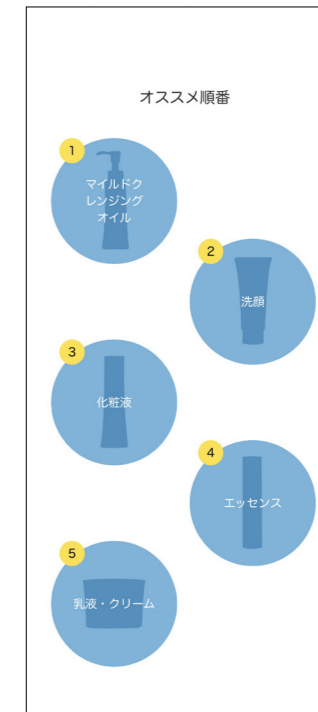 オススメ順番
1
マイルドク
レンジング
オイル
2
洗顔
3
化粧液
4
エッセンス
5
乳液・クリーム